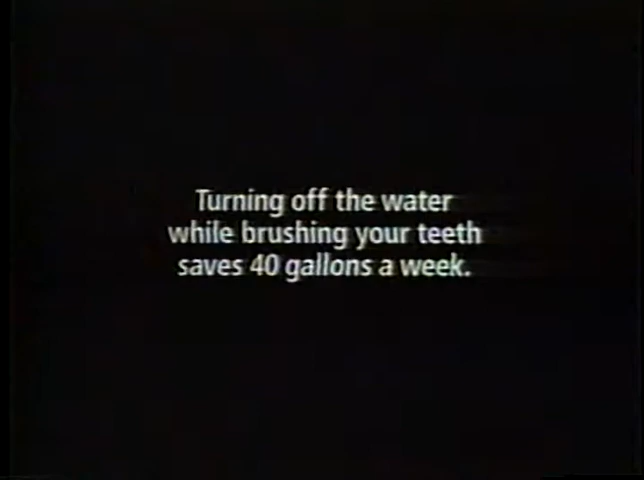 Turning off the water
while brushing your teeth
saves 40 gallons a week.